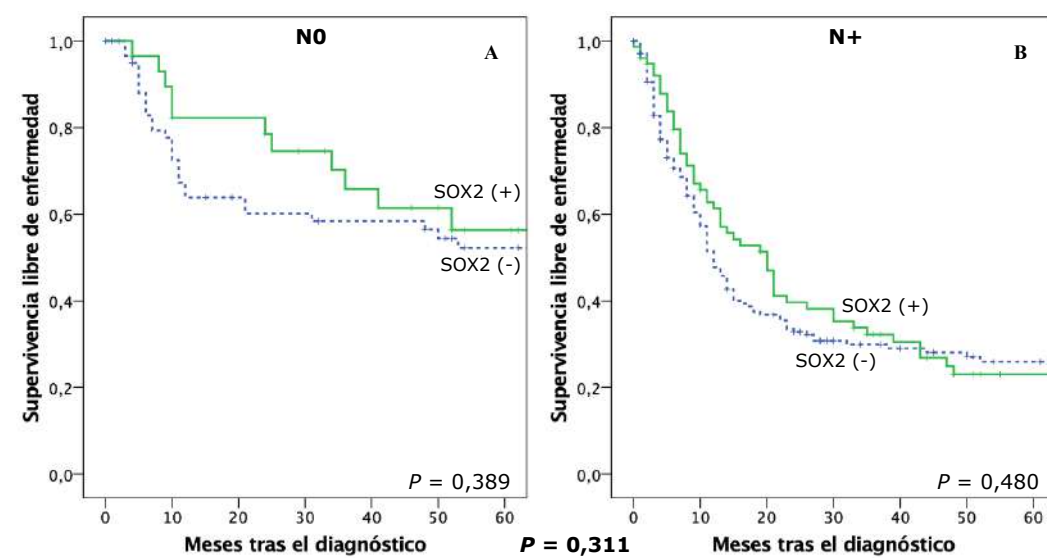 N0
A
1,0
0,8
0,6
0,4
0,2
0,0
Supervivencia libre de enfermedad
SOX2 (+)
SOX2 (-)
P = 0,389
0 10 20 30 40 50 60
Meses tras el diagnóstico
N+
B
1,0
0,8
0,6
0,4
0,2
0,0
Supervivencia libre de enfermedad
SOX2 (+)
SOX2 (-)
P = 0,480
0 10 20 30 40 50 60
Meses tras el diagnóstico
P = 0,311